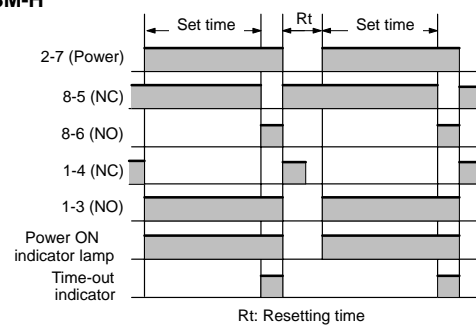 Set time Rt Set time
2-7 (Power)
8-5 (NC)
8-6 (NO)
1-4 (NC)
1-3 (NO)
Power ON
indicator lamp
Time-out
indicator
Rt: Resetting time